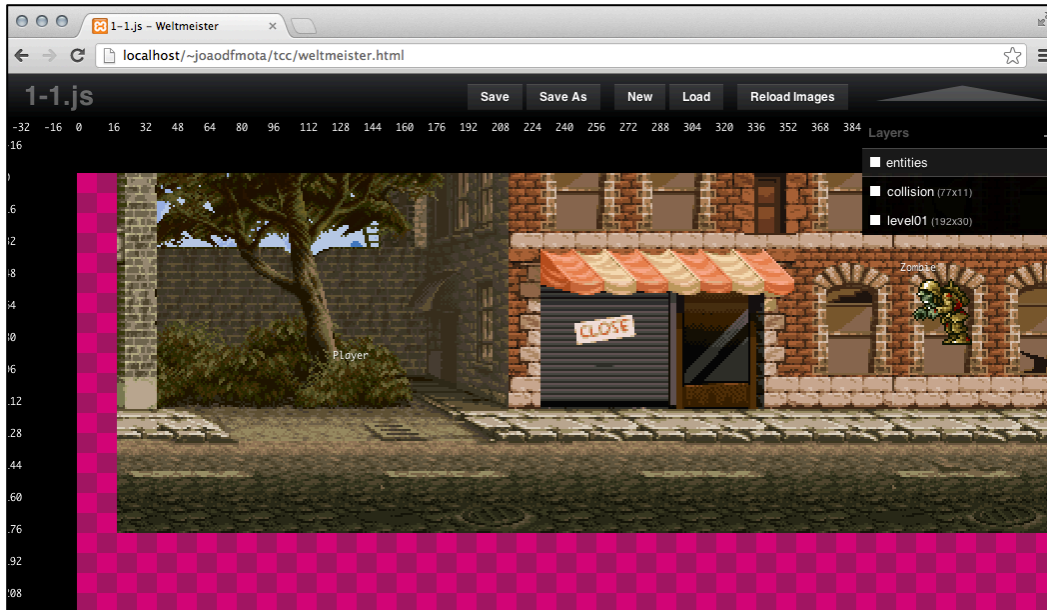 1-1.js – Weltmeister
localhost/~joaodfmota/tcc/weltmeister.html
1-1.js Save Save As New Load Reload Images
-32 -16 0 16 32 48 64 80 96 112 128 144 160 176 192 208 224 240 256 272 288 304 320 336 352 368 384
Layers
entities
collision (77x11)
level01 (192x30)
Zombie
CLOSE
Player